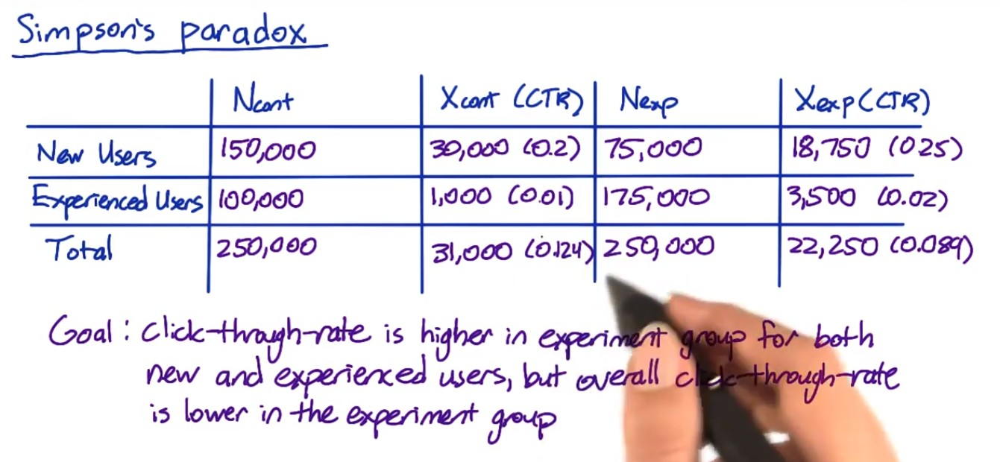 Simpson's paradox
Ncont Xcont (CTR) Nexp Xexp (CTR)
New Users 150,000 30,000 (0.2) 75,000 18,750 (0.25)
Experienced Users 100,000 1,000 (0.01) 175,000 3,500 (0.02)
Total 250,000 31,000 (0.124) 250,000 22,250 (0.089)
Goal: Click-through-rate is higher in experiment group for both
new and experienced users, but overall click-through-rate
is lower in the experiment group